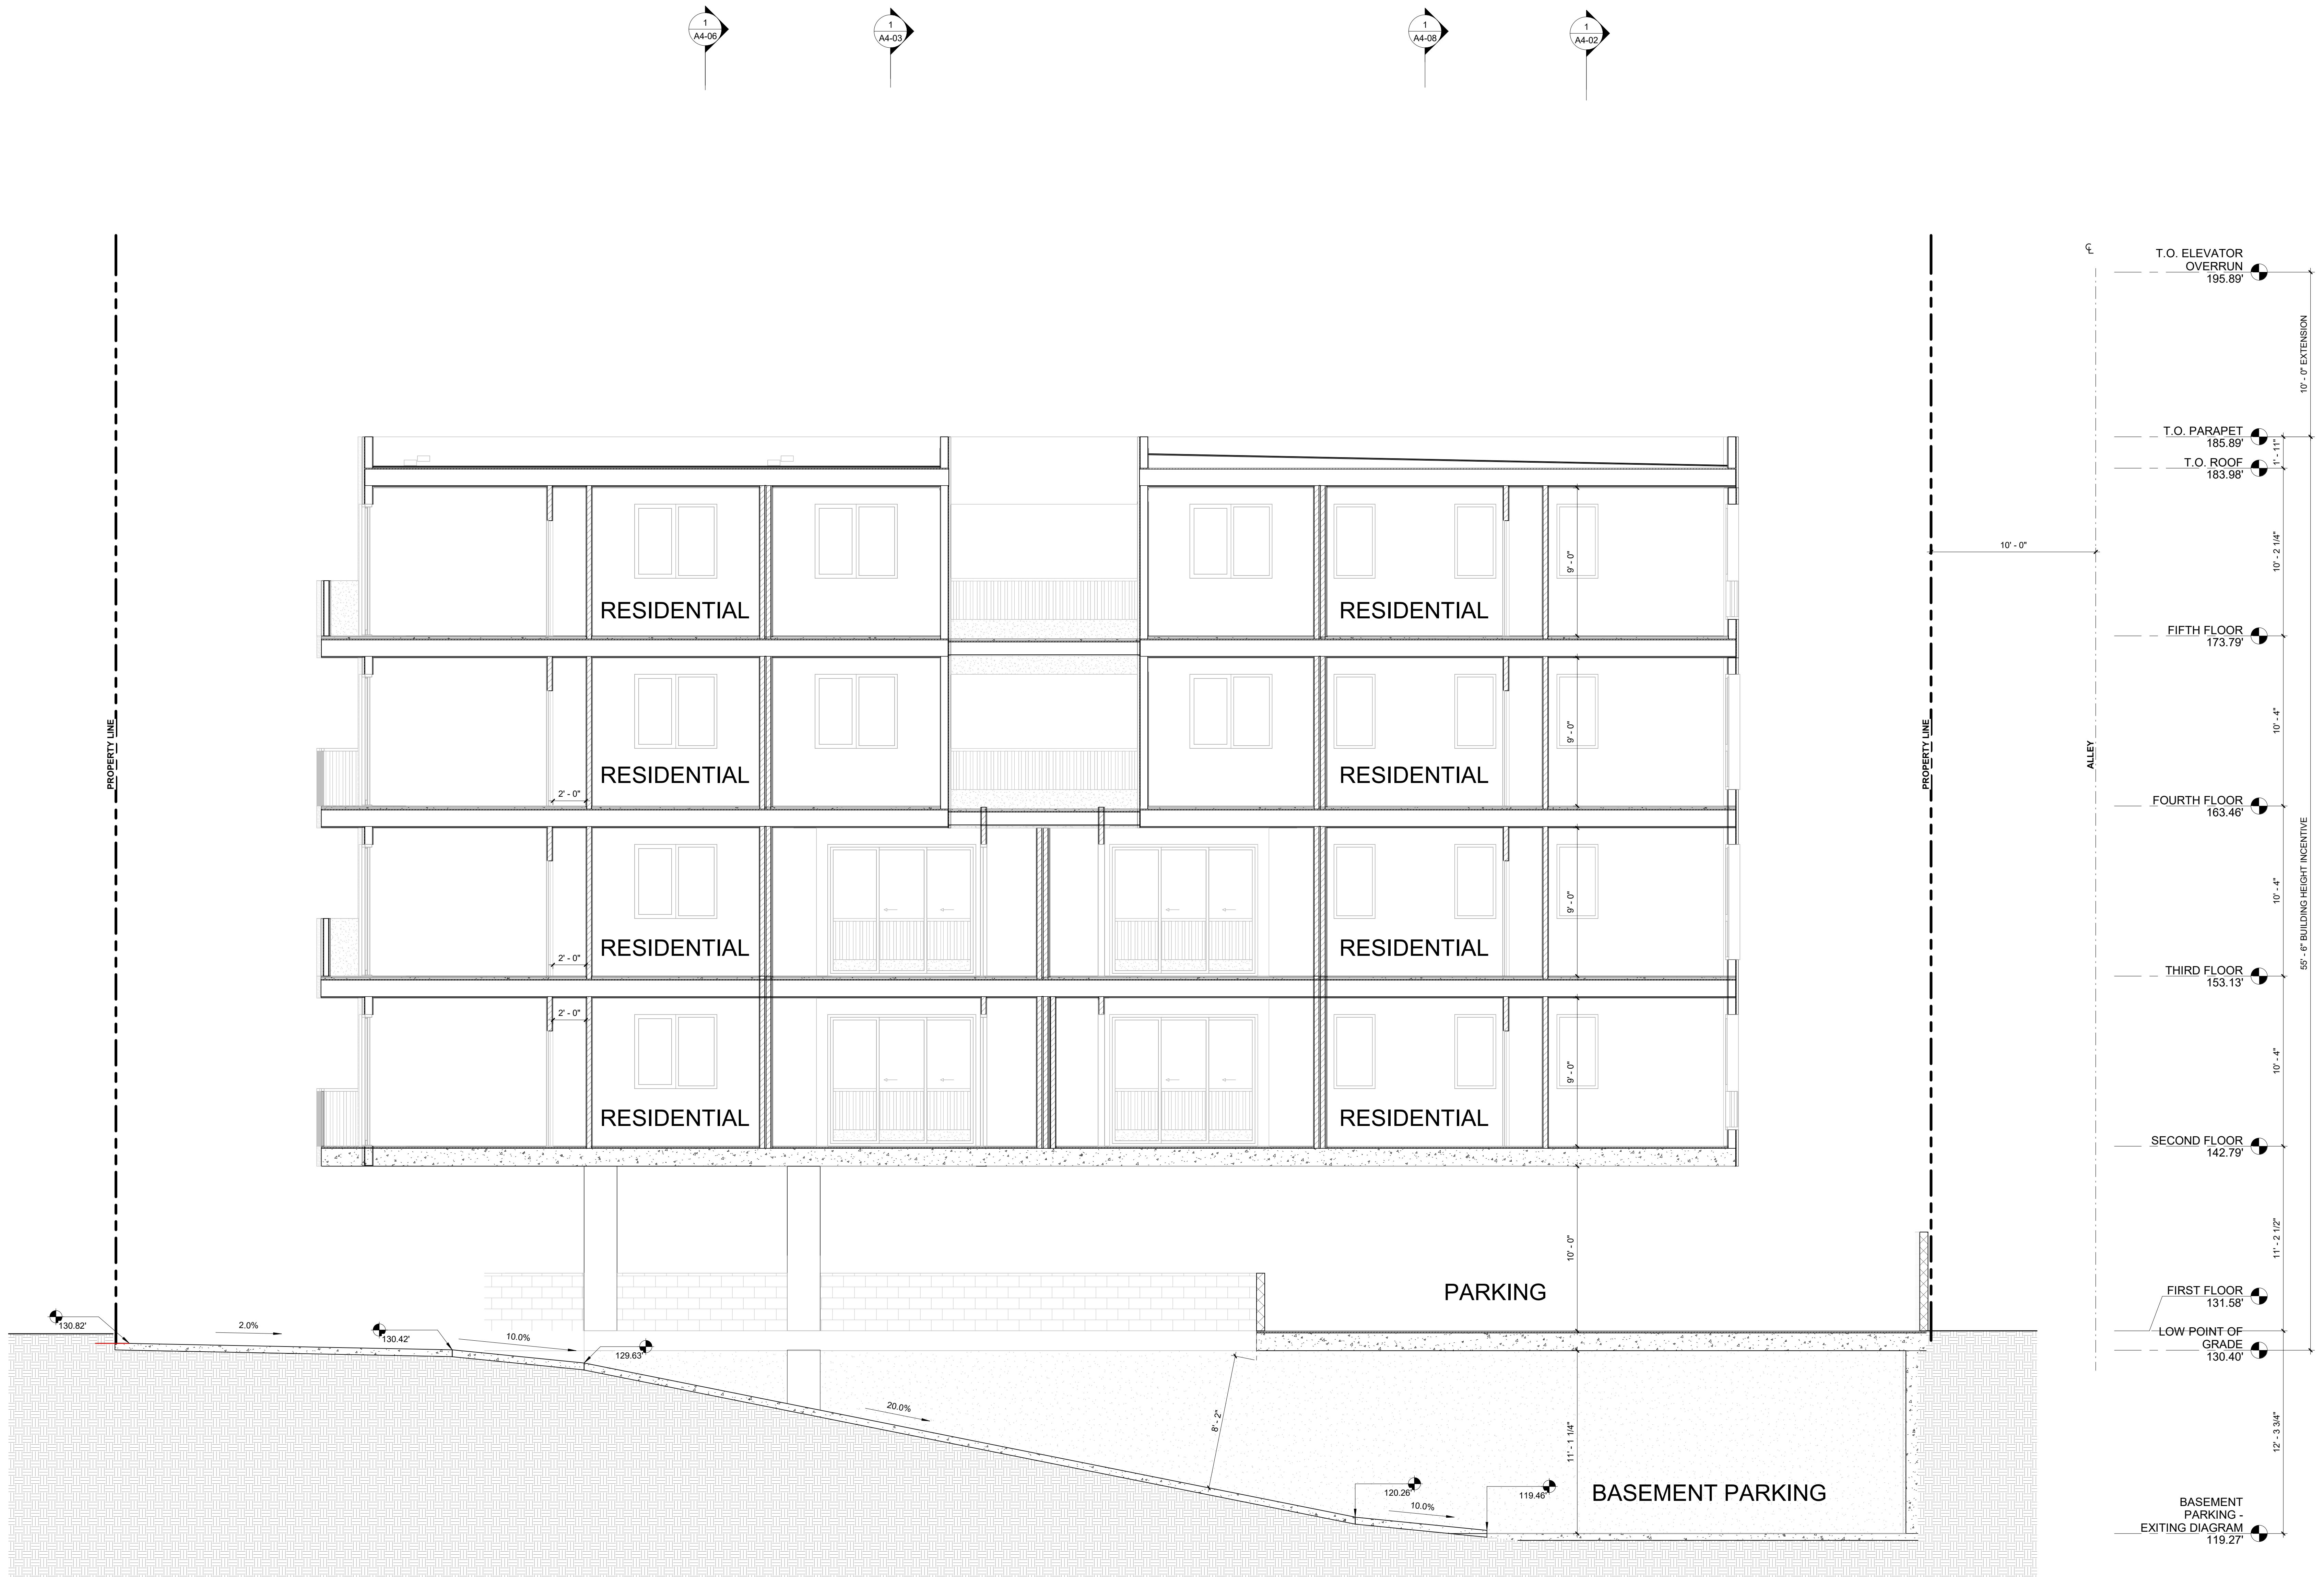 1
A4-06
1
A4-03
1
A4-08
1
A4-02
℄
T.O. ELEVATOR
OVERRUN
195.89'
10' - 0" EXTENSION
T.O. PARAPET
185.89'
1' - 11"
T.O. ROOF
183.98'
10' - 2 1/4"
10' - 0"
9' - 0"
RESIDENTIAL
RESIDENTIAL
FIFTH FLOOR
173.79'
PROPERTY LINE
PROPERTY LINE
ALLEY
10' - 4"
9' - 0"
RESIDENTIAL
RESIDENTIAL
2' - 0"
FOURTH FLOOR
163.46'
55' - 6" BUILDING HEIGHT INCENTIVE
10' - 4"
9' - 0"
RESIDENTIAL
RESIDENTIAL
2' - 0"
THIRD FLOOR
153.13'
2' - 0"
10' - 4"
9' - 0"
RESIDENTIAL
RESIDENTIAL
SECOND FLOOR
142.79'
11' - 2 1/2"
10' - 0"
PARKING
FIRST FLOOR
131.58'
130.82'
2.0%
130.42'
10.0%
129.63'
LOW POINT OF
GRADE
130.40'
20.0%
8' - 2"
11' - 1 1/4"
12' - 3 3/4"
120.26'
10.0%
119.46'
BASEMENT PARKING
BASEMENT
PARKING -
EXITING DIAGRAM
119.27'